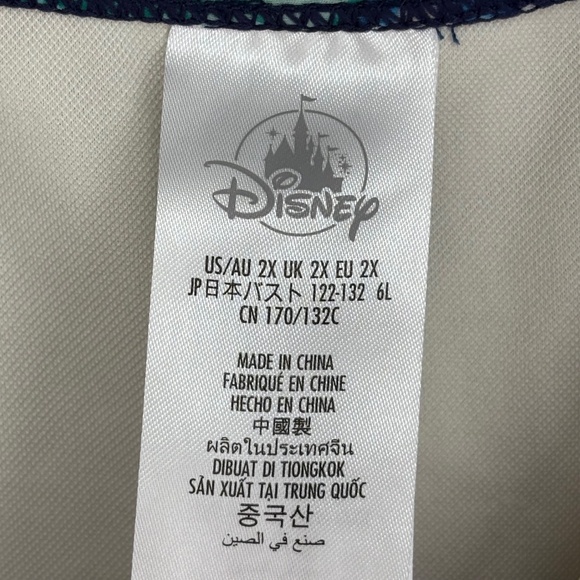 Disney
US/AU 2X UK 2X EU 2X
JP日本バスト 122-132 6L
CN 170/132C
MADE IN CHINA
FABRIQUÉ EN CHINE
HECHO EN CHINA
中國製
ผลิตในประเทศจีน
DIBUAT DI TIONGKOK
SẢN XUẤT TẠI TRUNG QUỐC
중국산
صنع في الصين